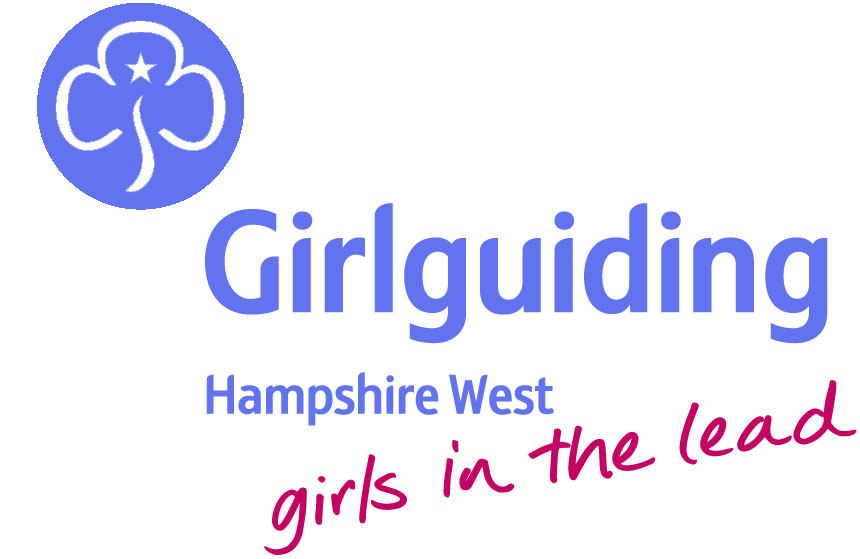 Girlguiding
Hampshire West
girls in the lead